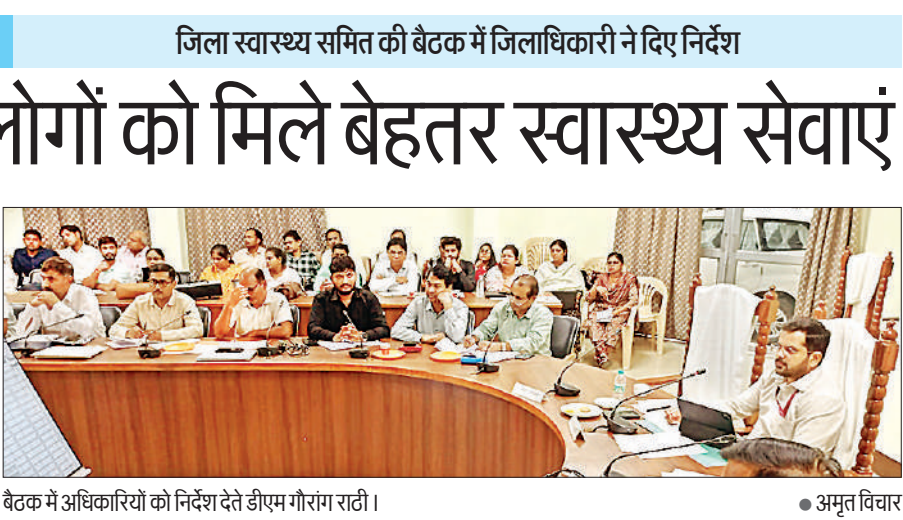 जिला स्वास्थ्य समित की बैठक में जिलाधिकारी ने दिए निर्देश
लोगों को मिले बेहतर स्वास्थ्य सेवाएं
बैठक में अधिकारियों को निर्देश देते डीएम गौरांग राठी।
● अमृत विचार